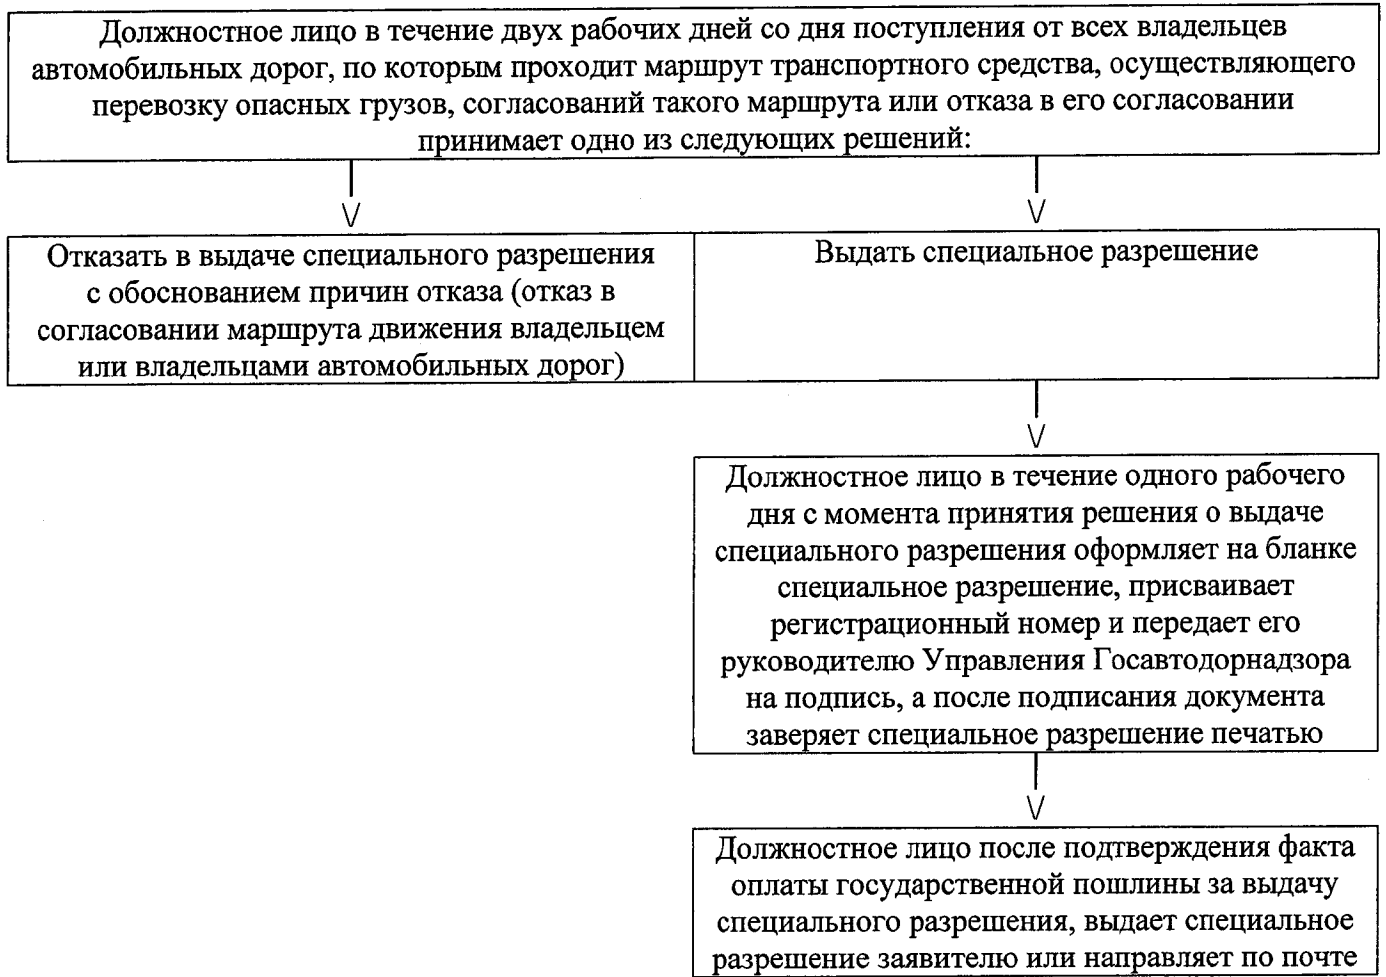 Должностное лицо в течение двух рабочих дней со дня поступления от всех владельцев
автомобильных дорог, по которым проходит маршрут транспортного средства, осуществляющего
перевозку опасных грузов, согласований такого маршрута или отказа в его согласовании
принимает одно из следующих решений:
Отказать в выдаче специального разрешения
с обоснованием причин отказа (отказ в
согласовании маршрута движения владельцем
или владельцами автомобильных дорог)
Выдать специальное разрешение
Должностное лицо в течение одного рабочего
дня с момента принятия решения о выдаче
специального разрешения оформляет на бланке
специальное разрешение, присваивает
регистрационный номер и передает его
руководителю Управления Госавтодорнадзора
на подпись, а после подписания документа
заверяет специальное разрешение печатью
Должностное лицо после подтверждения факта
оплаты государственной пошлины за выдачу
специального разрешения, выдает специальное
разрешение заявителю или направляет по почте